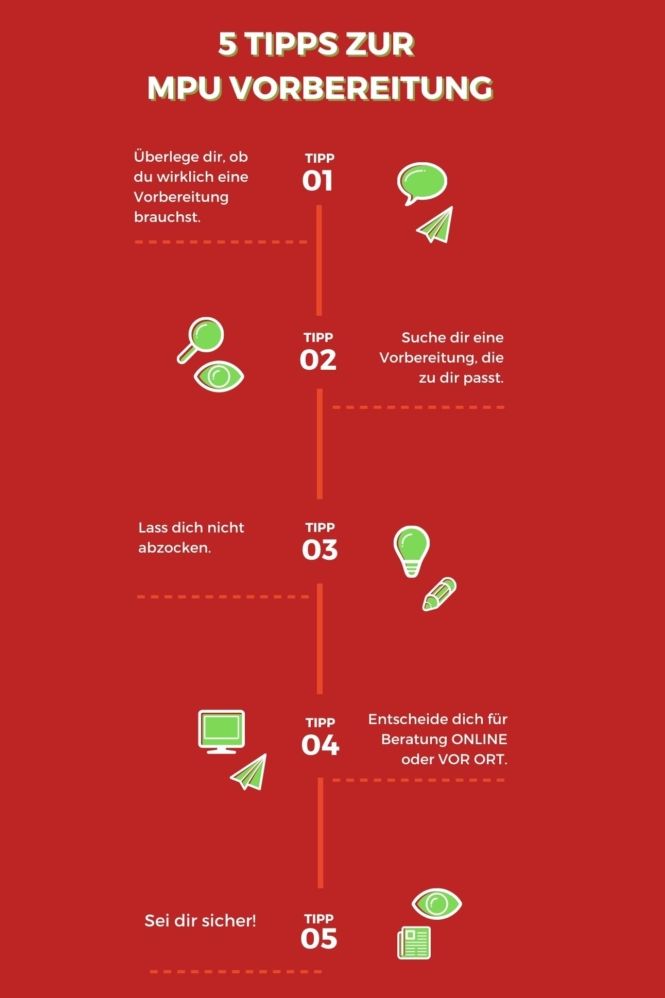 5 TIPPS ZUR
MPU VORBEREITUNG
TIPP
01
Überlege dir, ob
du wirklich eine
Vorbereitung
brauchst.
TIPP
02
Suche dir eine
Vorbereitung, die
zu dir passt.
TIPP
03
Lass dich nicht
abzocken.
TIPP
04
Entscheide dich für
Beratung ONLINE
oder VOR ORT.
TIPP
05
Sei dir sicher!